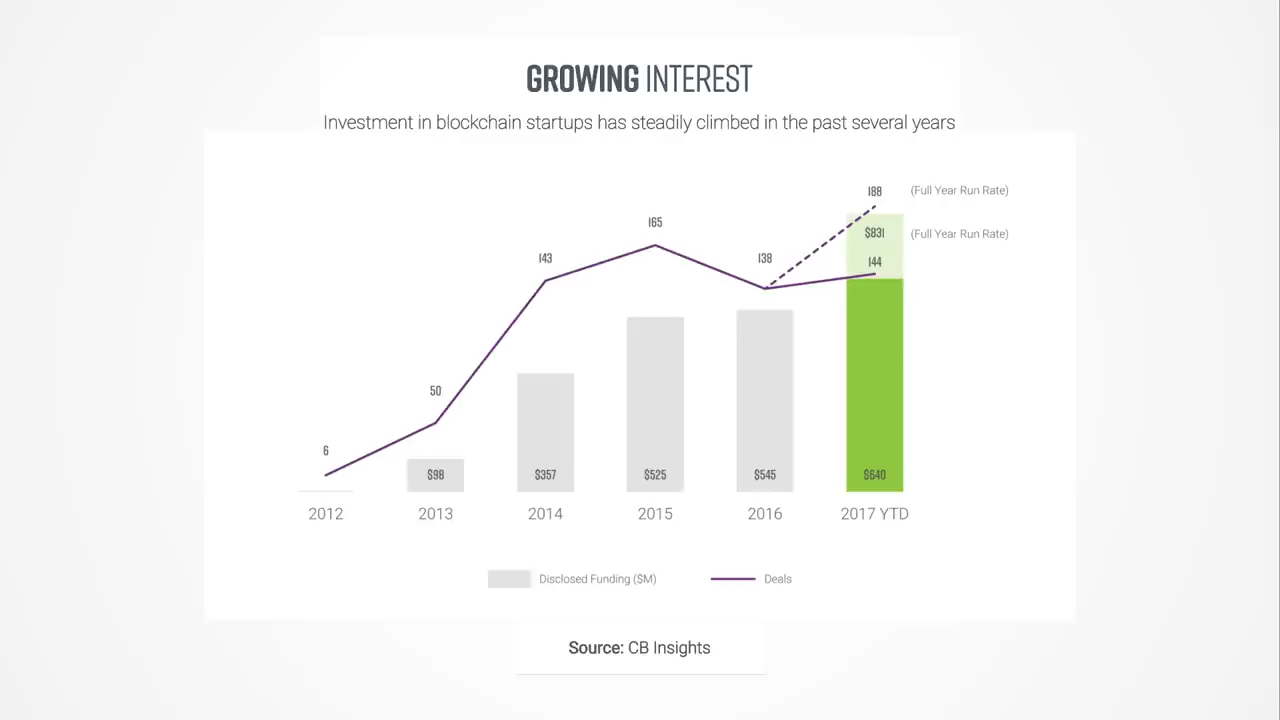 GROWING INTEREST
Investment in blockchain startups has steadily climbed in the past several years
188 (Full Year Run Rate)
165
$831 (Full Year Run Rate)
143
138
144
50
6
$98
$357
$525
$545
$640
2012
2013
2014
2015
2016
2017 YTD
Disclosed Funding ($M)
Deals
Source: CB Insights